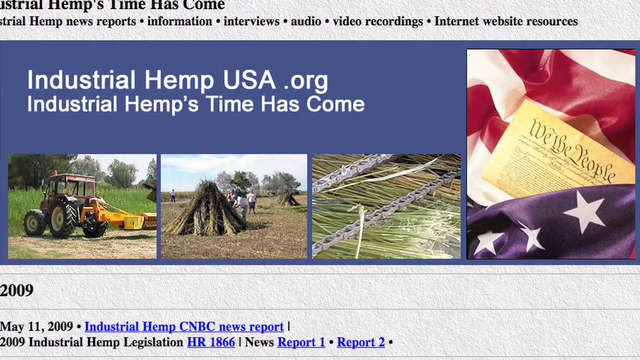 Industrial Hemp's Time Has Come
Industrial Hemp news reports • information • interviews • audio • video recordings • Internet website resources
Industrial Hemp USA .org
Industrial Hemp's Time Has Come
We the People
2009
May 11, 2009 • Industrial Hemp CNBC news report |
2009 Industrial Hemp Legislation HR 1866 | News Report 1 • Report 2 •